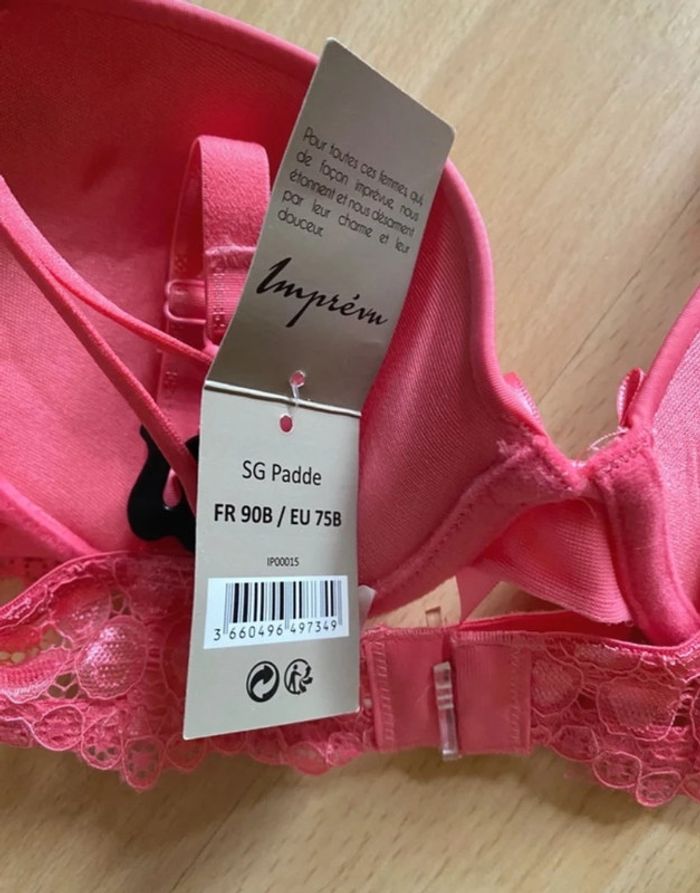 Pour toutes ces femmes, qui
de façon imprévue, nous
étonnent et nous désarment
par leur charme et leur
douceur.
Imprévu
SG Padde
FR 90B / EU 75B
IP00015
3 660496 497349